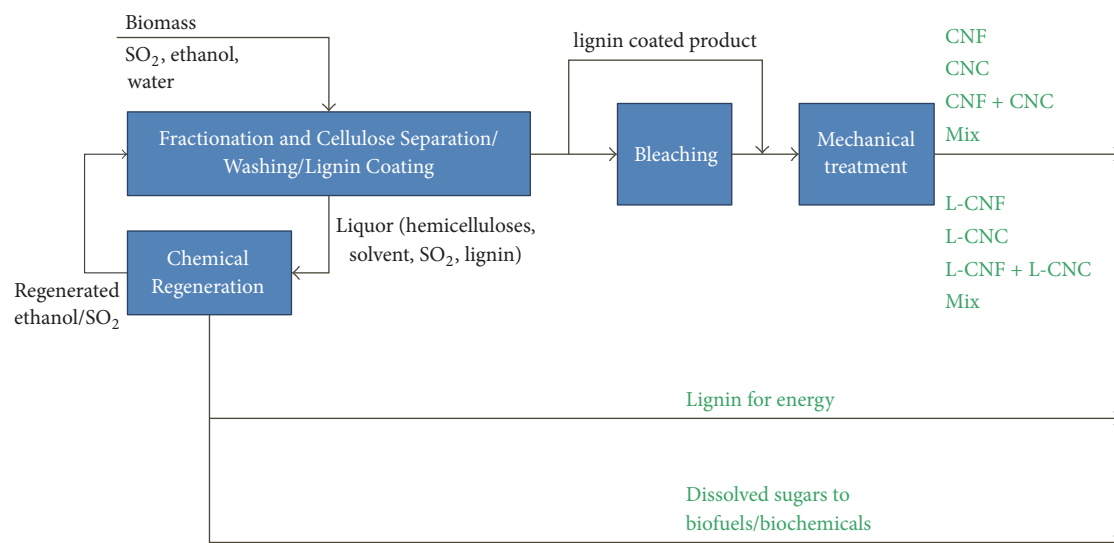 Biomass
SO₂, ethanol,
water
Fractionation and Cellulose Separation/
Washing/Lignin Coating
lignin coated product
Bleaching
Mechanical
treatment
CNF
CNC
CNF + CNC
Mix
L-CNF
L-CNC
L-CNF + L-CNC
Mix
Liquor (hemicelluloses,
solvent, SO₂, lignin)
Chemical
Regeneration
Regenerated
ethanol/SO₂
Lignin for energy
Dissolved sugars to
biofuels/biochemicals